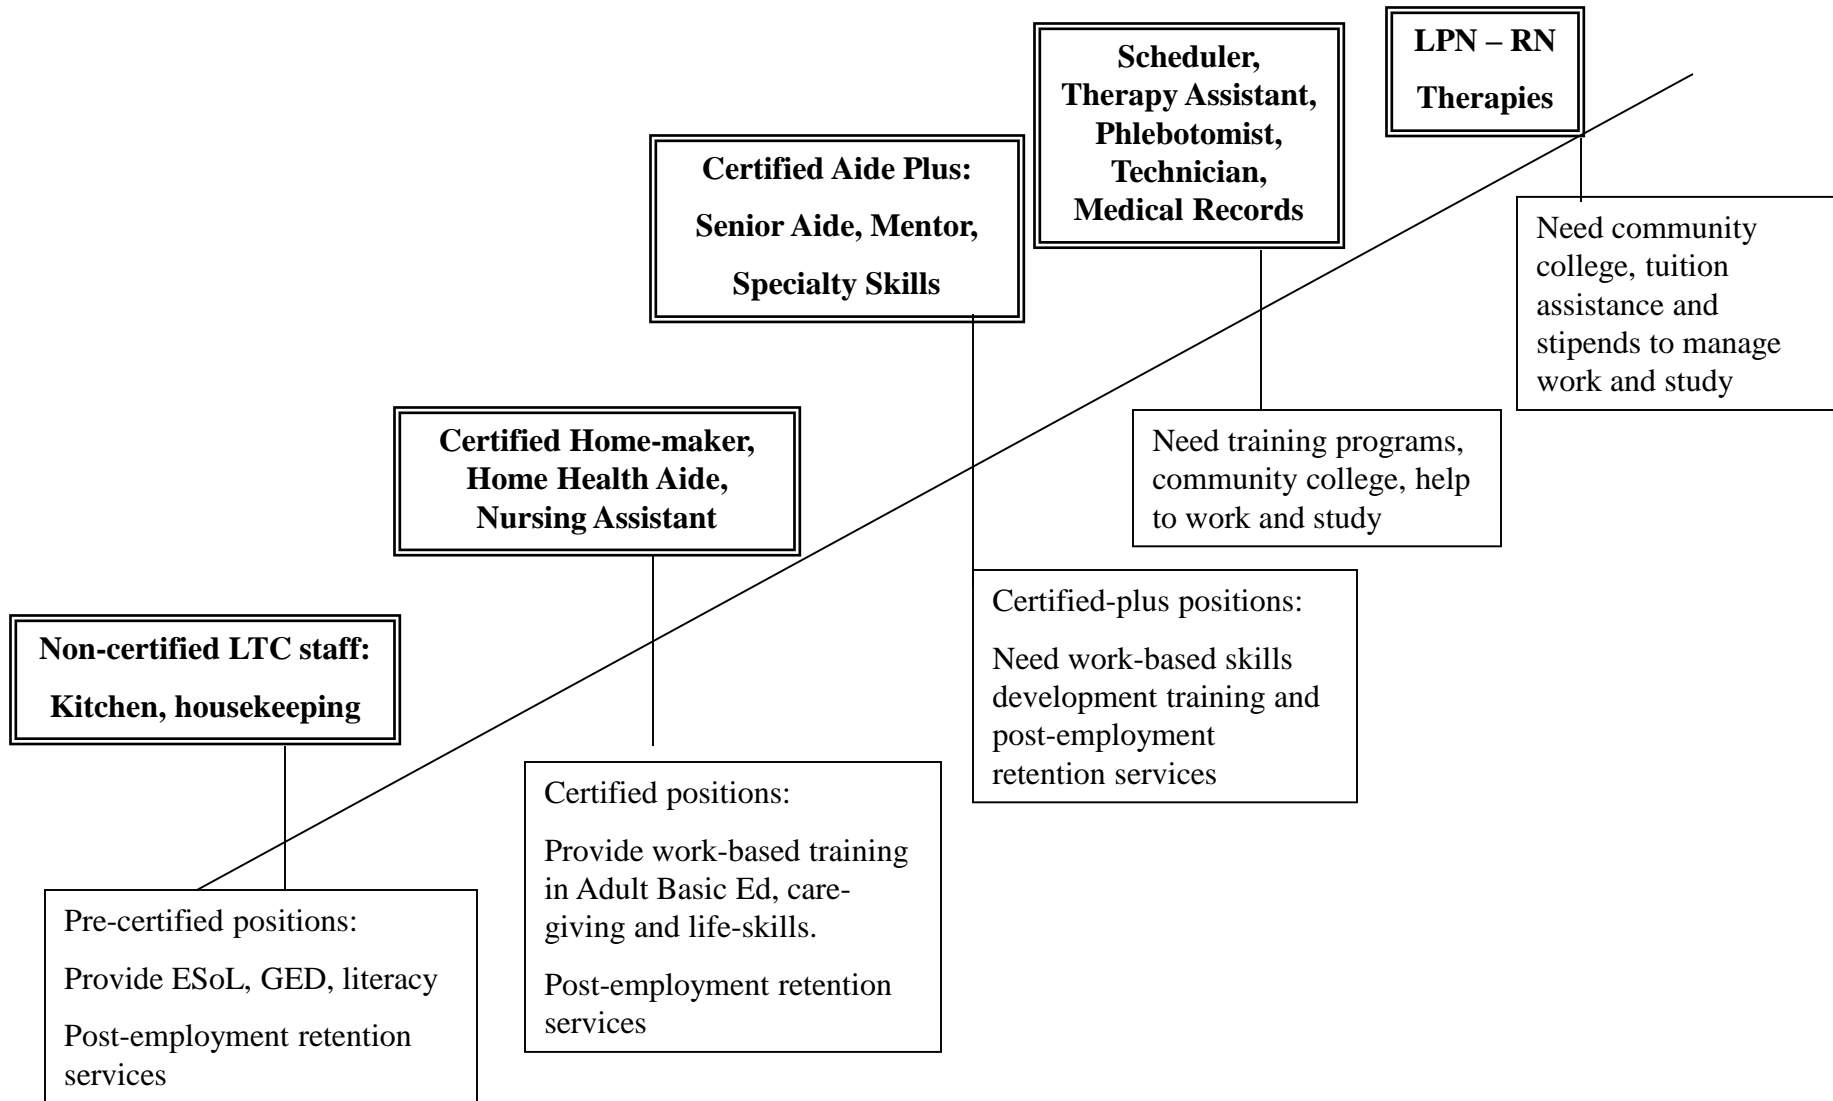 LPN – RN
Therapies
Scheduler,
Therapy Assistant,
Phlebotomist,
Technician,
Medical Records
Certified Aide Plus:
Senior Aide, Mentor,
Specialty Skills
Need community
college, tuition
assistance and
stipends to manage
work and study
Certified Home-maker,
Home Health Aide,
Nursing Assistant
Need training programs,
community college, help
to work and study
Non-certified LTC staff:
Kitchen, housekeeping
Certified-plus positions:
Need work-based skills
development training and
post-employment
retention services
Certified positions:
Provide work-based training
in Adult Basic Ed, care-
giving and life-skills.
Post-employment retention
services
Pre-certified positions:
Provide ESoL, GED, literacy
Post-employment retention
services